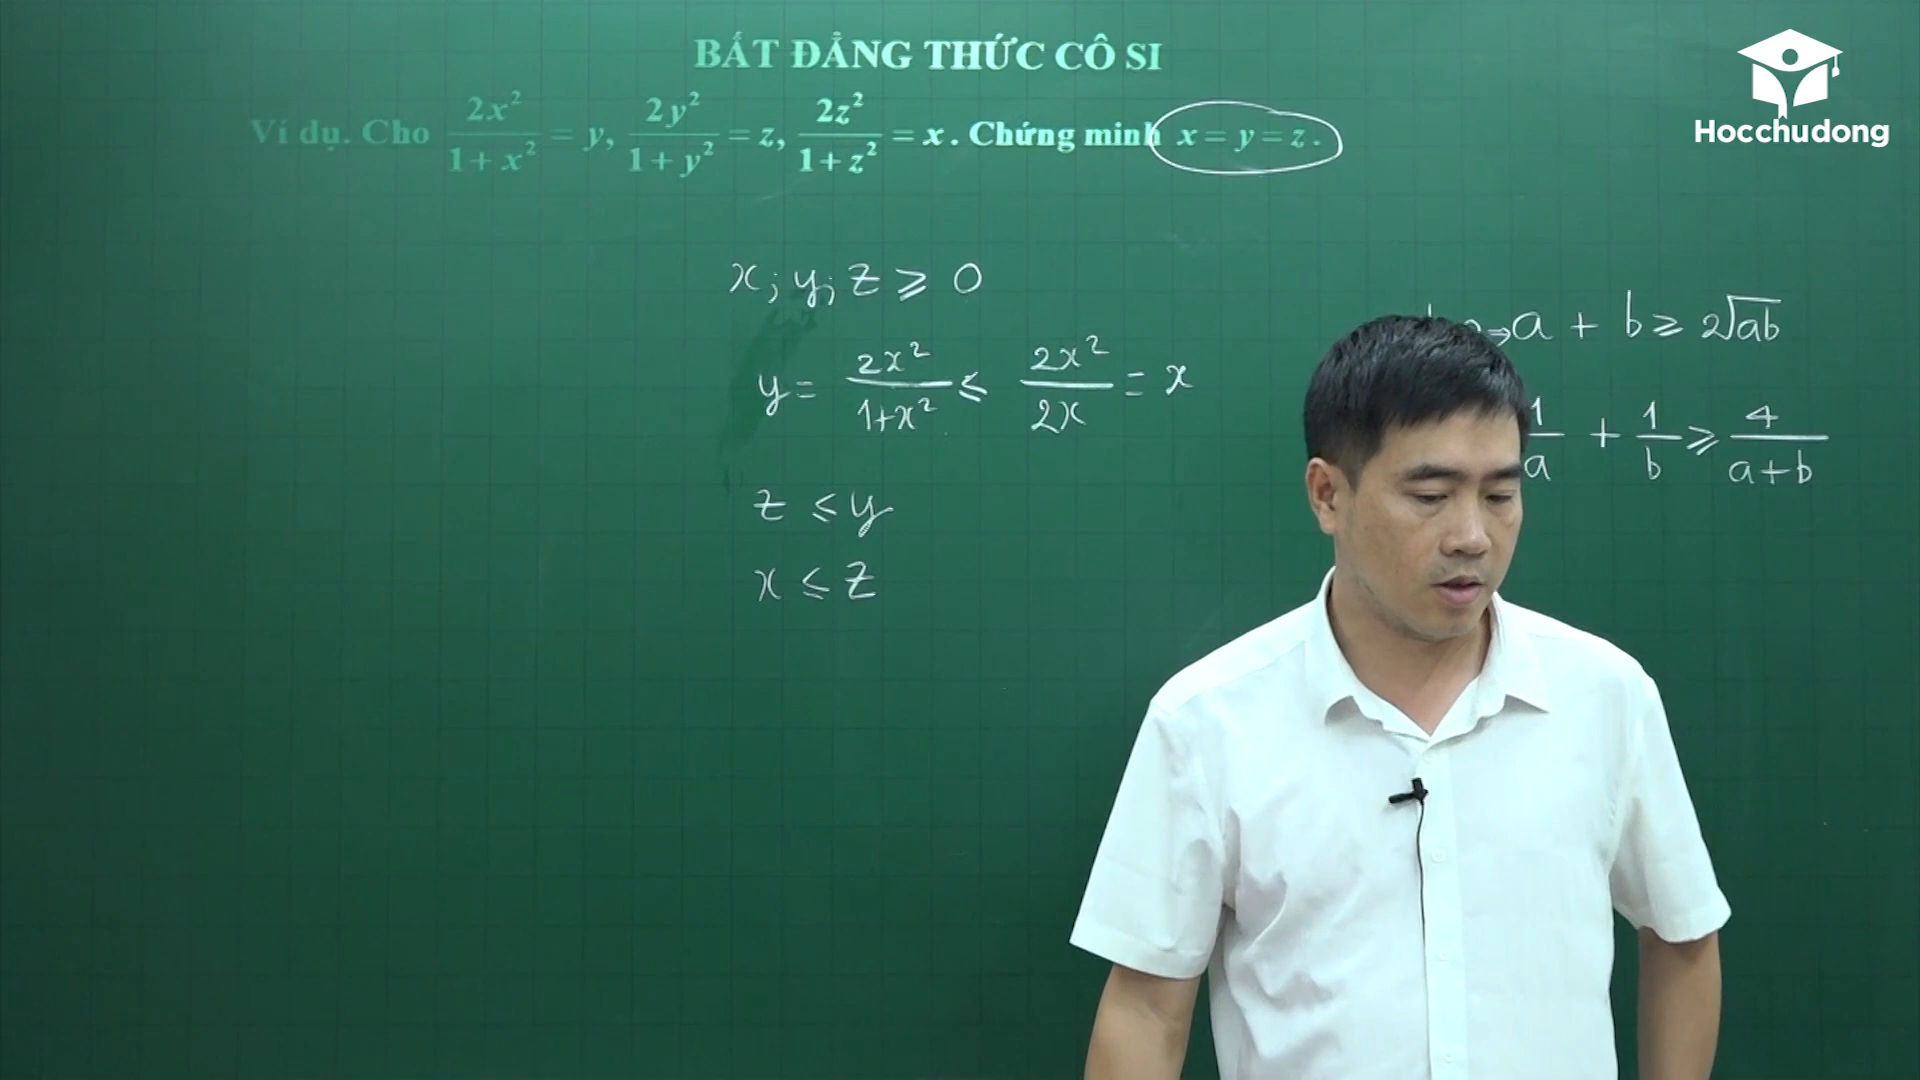 BẤT ĐẲNG THỨC CÔ SI
Hocchudong
Ví dụ. Cho 2x²/(1+x²) = y, 2y²/(1+y²) = z, 2z²/(1+z²) = x. Chứng minh x = y = z.
x; y; z ⩾ 0
y = 2x²/(1+x²) ⩽ 2x²/(2x) = x
z ⩽ y
x ⩽ z
a + b ⩾ 2√ab
1/a + 1/b ⩾ 4/(a+b)